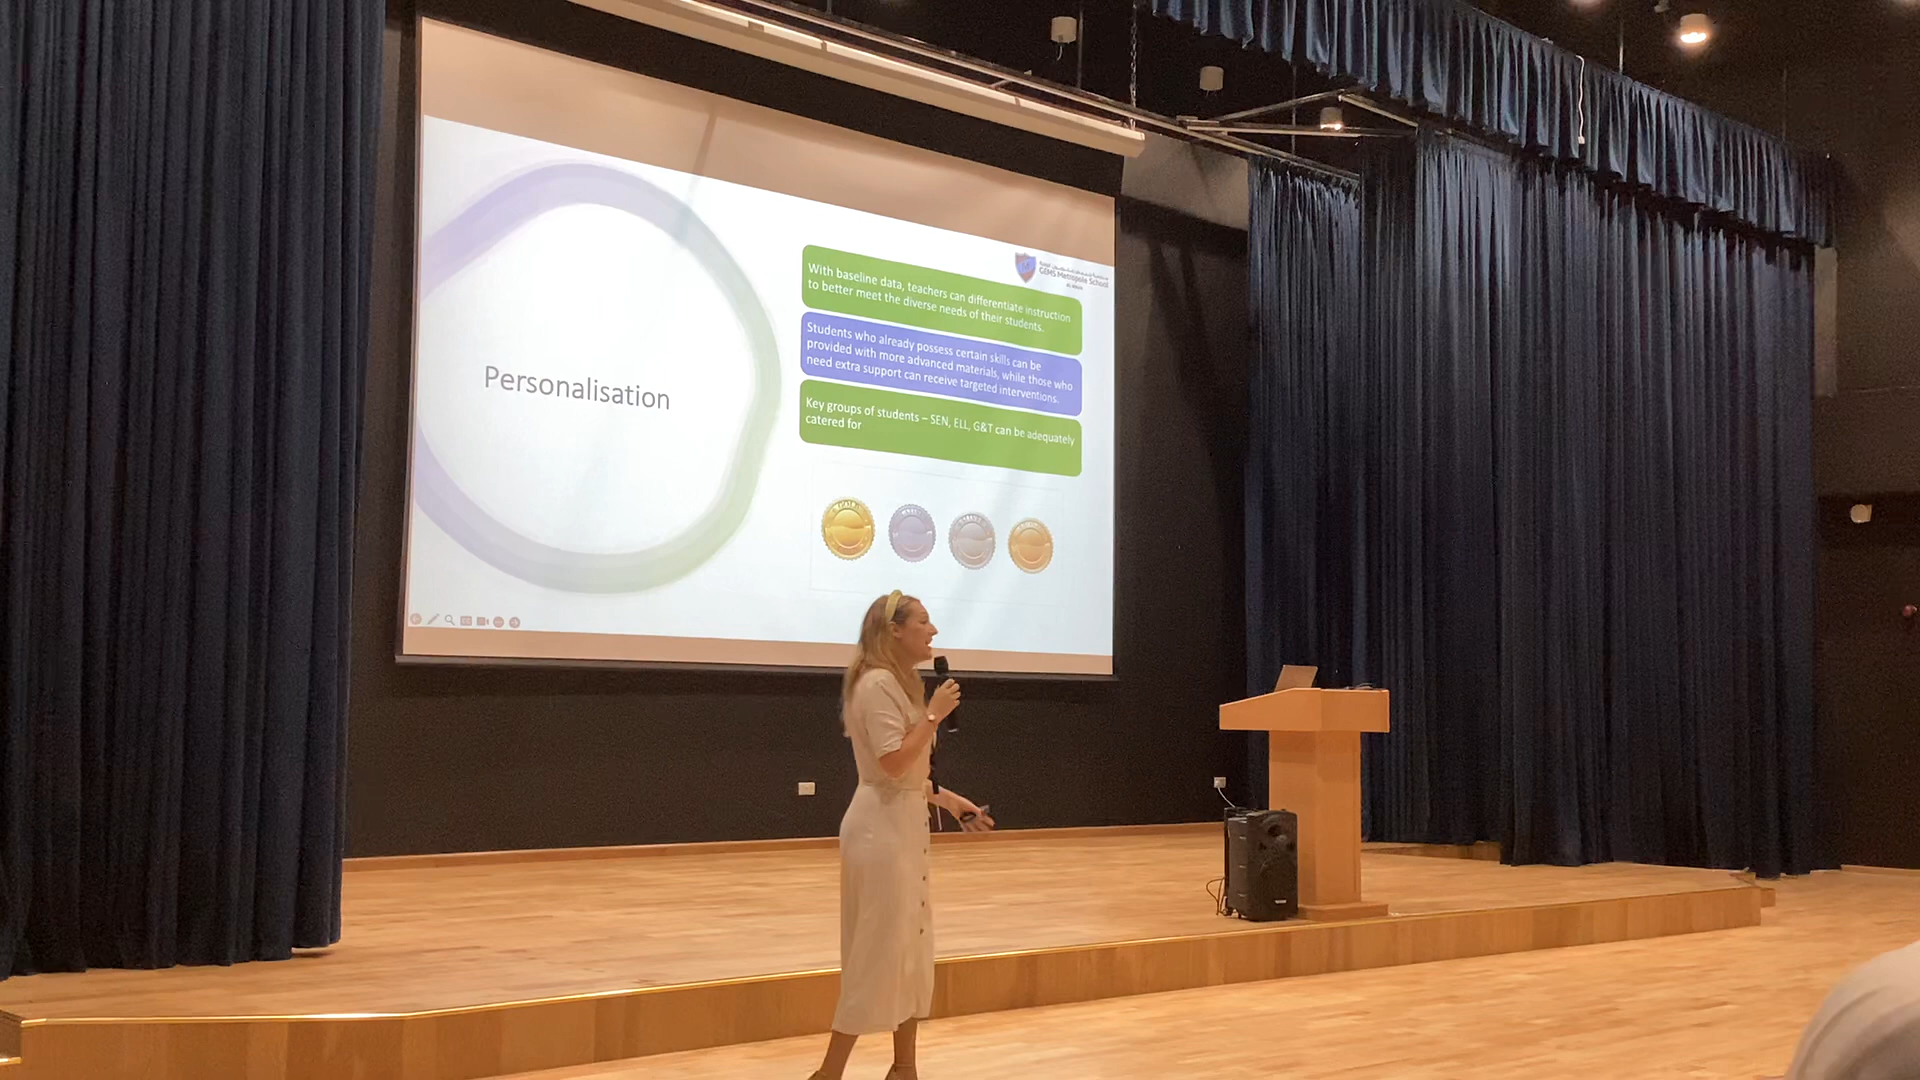 Personalisation
GEMS Metropole School
With baseline data, teachers can differentiate instruction
to better meet the diverse needs of their students.
Students who already possess certain skills can be
provided with more advanced materials, while those who
need extra support can receive targeted interventions.
Key groups of students – SEN, ELL, G&T can be adequately
catered for